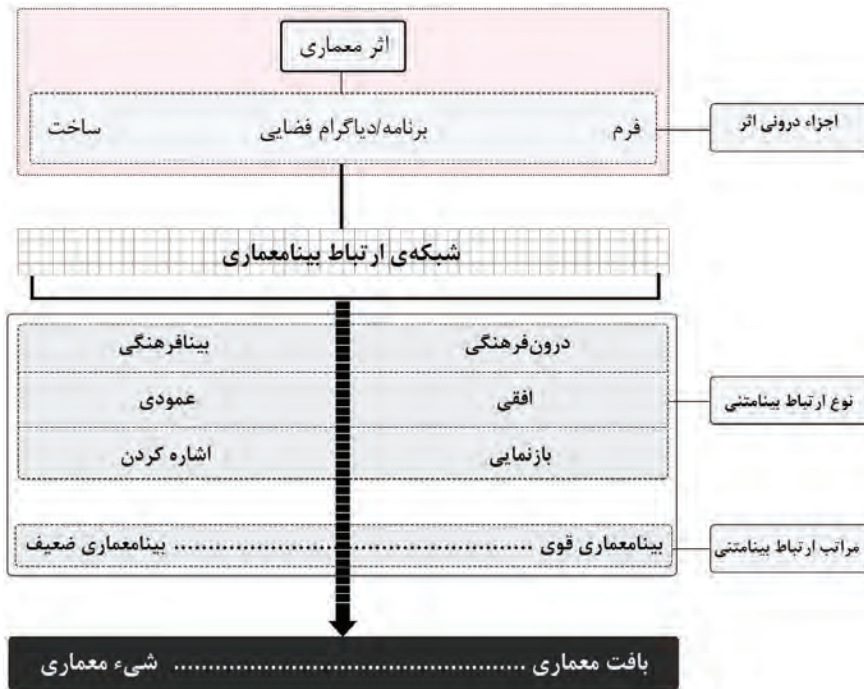 اثر معماری
فرم برنامه/دیاگرام فضایی ساخت
اجزاء درونی اثر
شبکه‌ی ارتباط بینامعماری
درون‌فرهنگی بینافرهنگی
افقی عمودی
نوع ارتباط بینامتنی
بازنمایی اشاره کردن
بینامعماری قوی ...................................................... بینامعماری ضعیف
مراتب ارتباط بینامتنی
بافت معماری ...................................................... شیء معماری